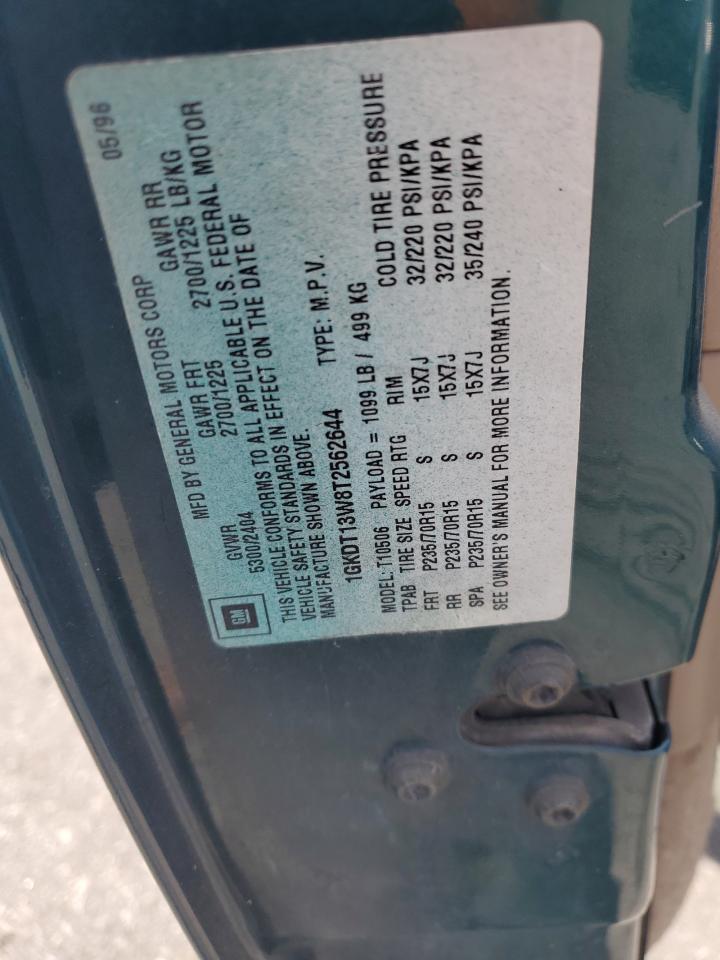 MFD BY GENERAL MOTORS CORP 05/96
GVWR GAWR FRT GAWR RR
5300/2404 2700/1225 2700/1225 LB/KG
THIS VEHICLE CONFORMS TO ALL APPLICABLE U.S. FEDERAL MOTOR
VEHICLE SAFETY STANDARDS IN EFFECT ON THE DATE OF
MANUFACTURE SHOWN ABOVE.
GM
1GKDT13W8T2562644 TYPE: M.P.V.
MODEL: T10506 PAYLOAD = 1099 LB / 499 KG
TPAB TIRE SIZE SPEED RTG RIM COLD TIRE PRESSURE
FRT P235/70R15 S 15X7J 32/220 PSI/KPA
RR P235/70R15 S 15X7J 32/220 PSI/KPA
SPA P235/70R15 S 15X7J 35/240 PSI/KPA
SEE OWNER'S MANUAL FOR MORE INFORMATION.